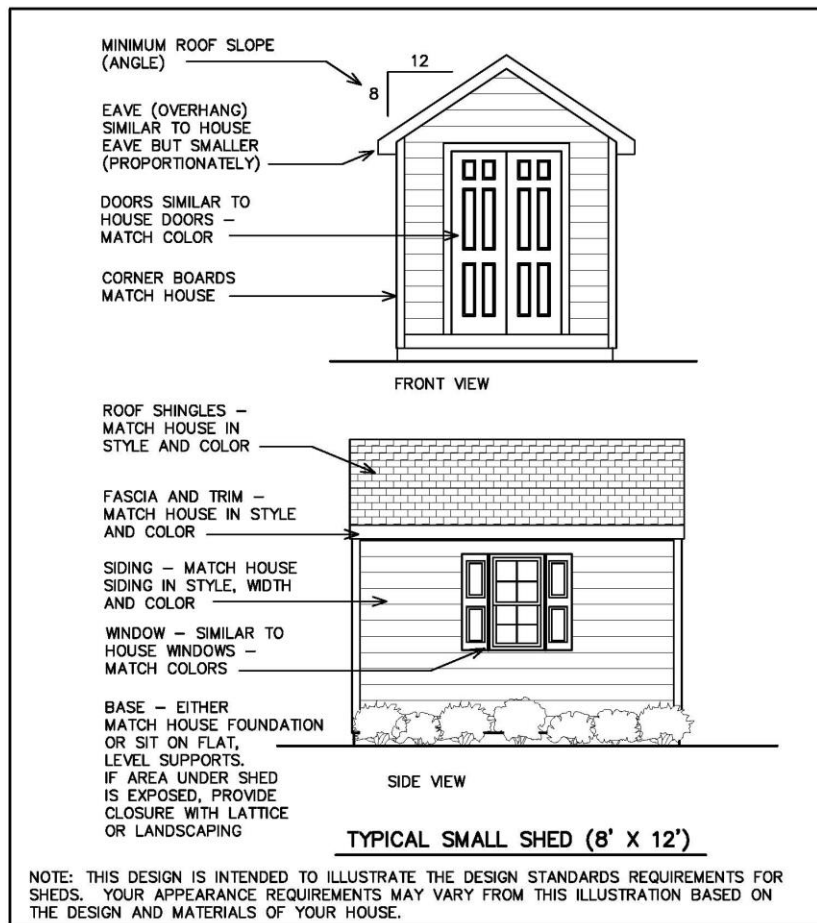 MINIMUM ROOF SLOPE
(ANGLE)
12
8
EAVE (OVERHANG)
SIMILAR TO HOUSE
EAVE BUT SMALLER
(PROPORTIONATELY)
DOORS SIMILAR TO
HOUSE DOORS –
MATCH COLOR
CORNER BOARDS
MATCH HOUSE
FRONT VIEW
ROOF SHINGLES –
MATCH HOUSE IN
STYLE AND COLOR
FASCIA AND TRIM –
MATCH HOUSE IN STYLE
AND COLOR
SIDING – MATCH HOUSE
SIDING IN STYLE, WIDTH
AND COLOR
WINDOW – SIMILAR TO
HOUSE WINDOWS –
MATCH COLORS
BASE – EITHER
MATCH HOUSE FOUNDATION
OR SIT ON FLAT,
LEVEL SUPPORTS.
IF AREA UNDER SHED
IS EXPOSED, PROVIDE
CLOSURE WITH LATTICE
OR LANDSCAPING
SIDE VIEW
TYPICAL SMALL SHED (8' X 12')
NOTE: THIS DESIGN IS INTENDED TO ILLUSTRATE THE DESIGN STANDARDS REQUIREMENTS FOR
SHEDS. YOUR APPEARANCE REQUIREMENTS MAY VARY FROM THIS ILLUSTRATION BASED ON
THE DESIGN AND MATERIALS OF YOUR HOUSE.